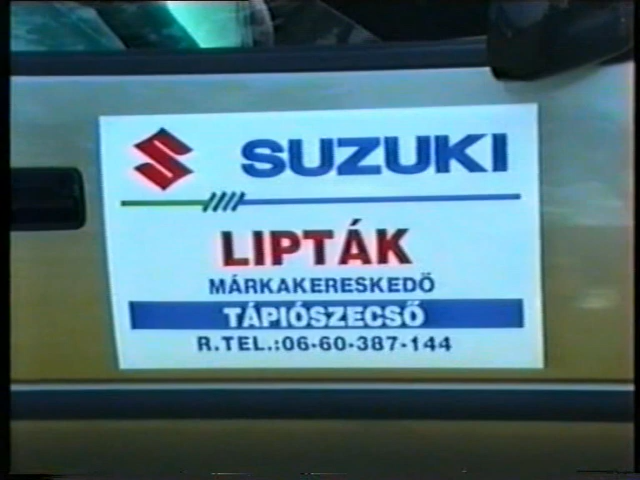 SUZUKI
LIPTÁK
MÁRKAKERESKEDŐ
TÁPIÓSZECSŐ
R.TEL.:06-60-387-144